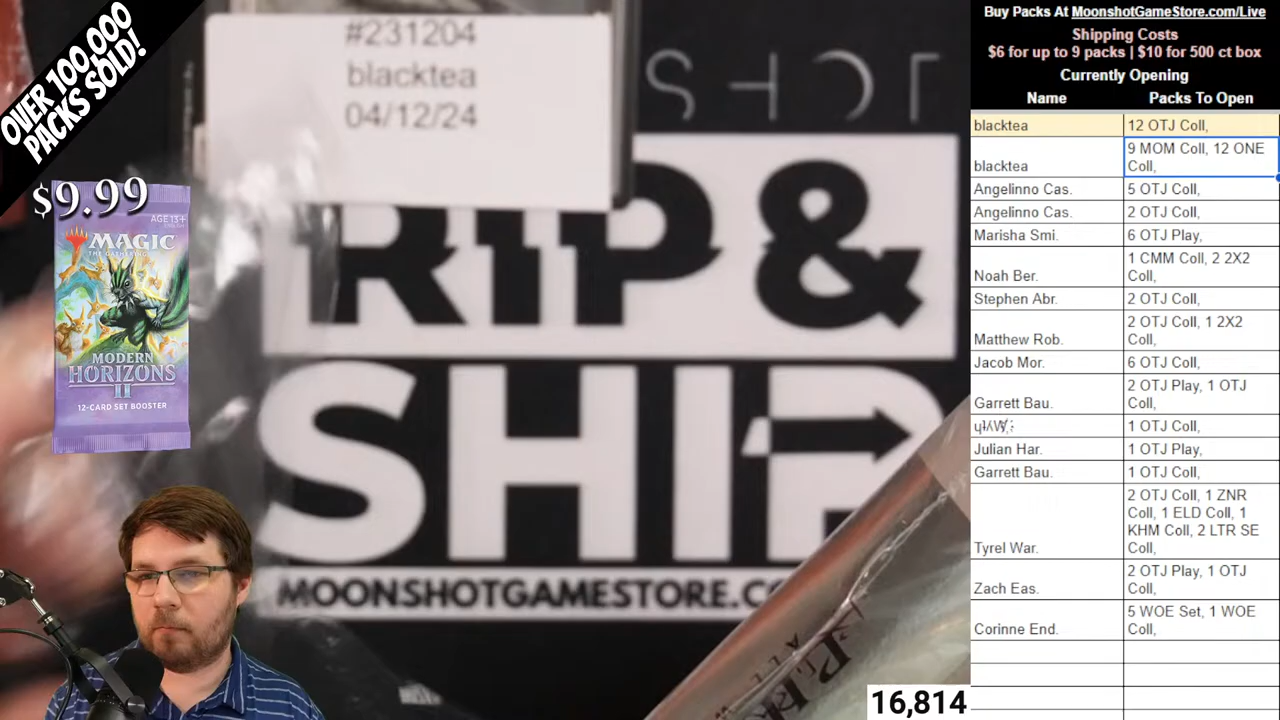 OVER 100,000
PACKS SOLD!
$9.99
AGE 13+
MAGIC
THE GATHERING
MODERN
HORIZONS
II
12-CARD SET BOOSTER
#231204
blacktea
04/12/24
RIP &
SHIP
MOONSHOTGAMESTORE.CO
16,814
Buy Packs At MoonshotGameStore.com/Live
Shipping Costs
$6 for up to 9 packs | $10 for 500 ct box
Currently Opening
Name Packs To Open
blacktea 12 OTJ Coll,
blacktea 9 MOM Coll, 12 ONE
Coll,
Angelinno Cas. 5 OTJ Coll,
Angelinno Cas. 2 OTJ Coll,
Marisha Smi. 6 OTJ Play,
Noah Ber. 1 CMM Coll, 2 2X2
Coll,
Stephen Abr. 2 OTJ Coll,
Matthew Rob. 2 OTJ Coll, 1 2X2
Coll,
Jacob Mor. 6 OTJ Coll,
Garrett Bau. 2 OTJ Play, 1 OTJ
Coll,
1 OTJ Coll,
Julian Har. 1 OTJ Play,
Garrett Bau. 1 OTJ Coll,
Tyrel War. 2 OTJ Coll, 1 ZNR
Coll, 1 ELD Coll, 1
KHM Coll, 2 LTR SE
Coll,
Zach Eas. 2 OTJ Play, 1 OTJ
Coll,
Corinne End. 5 WOE Set, 1 WOE
Coll,